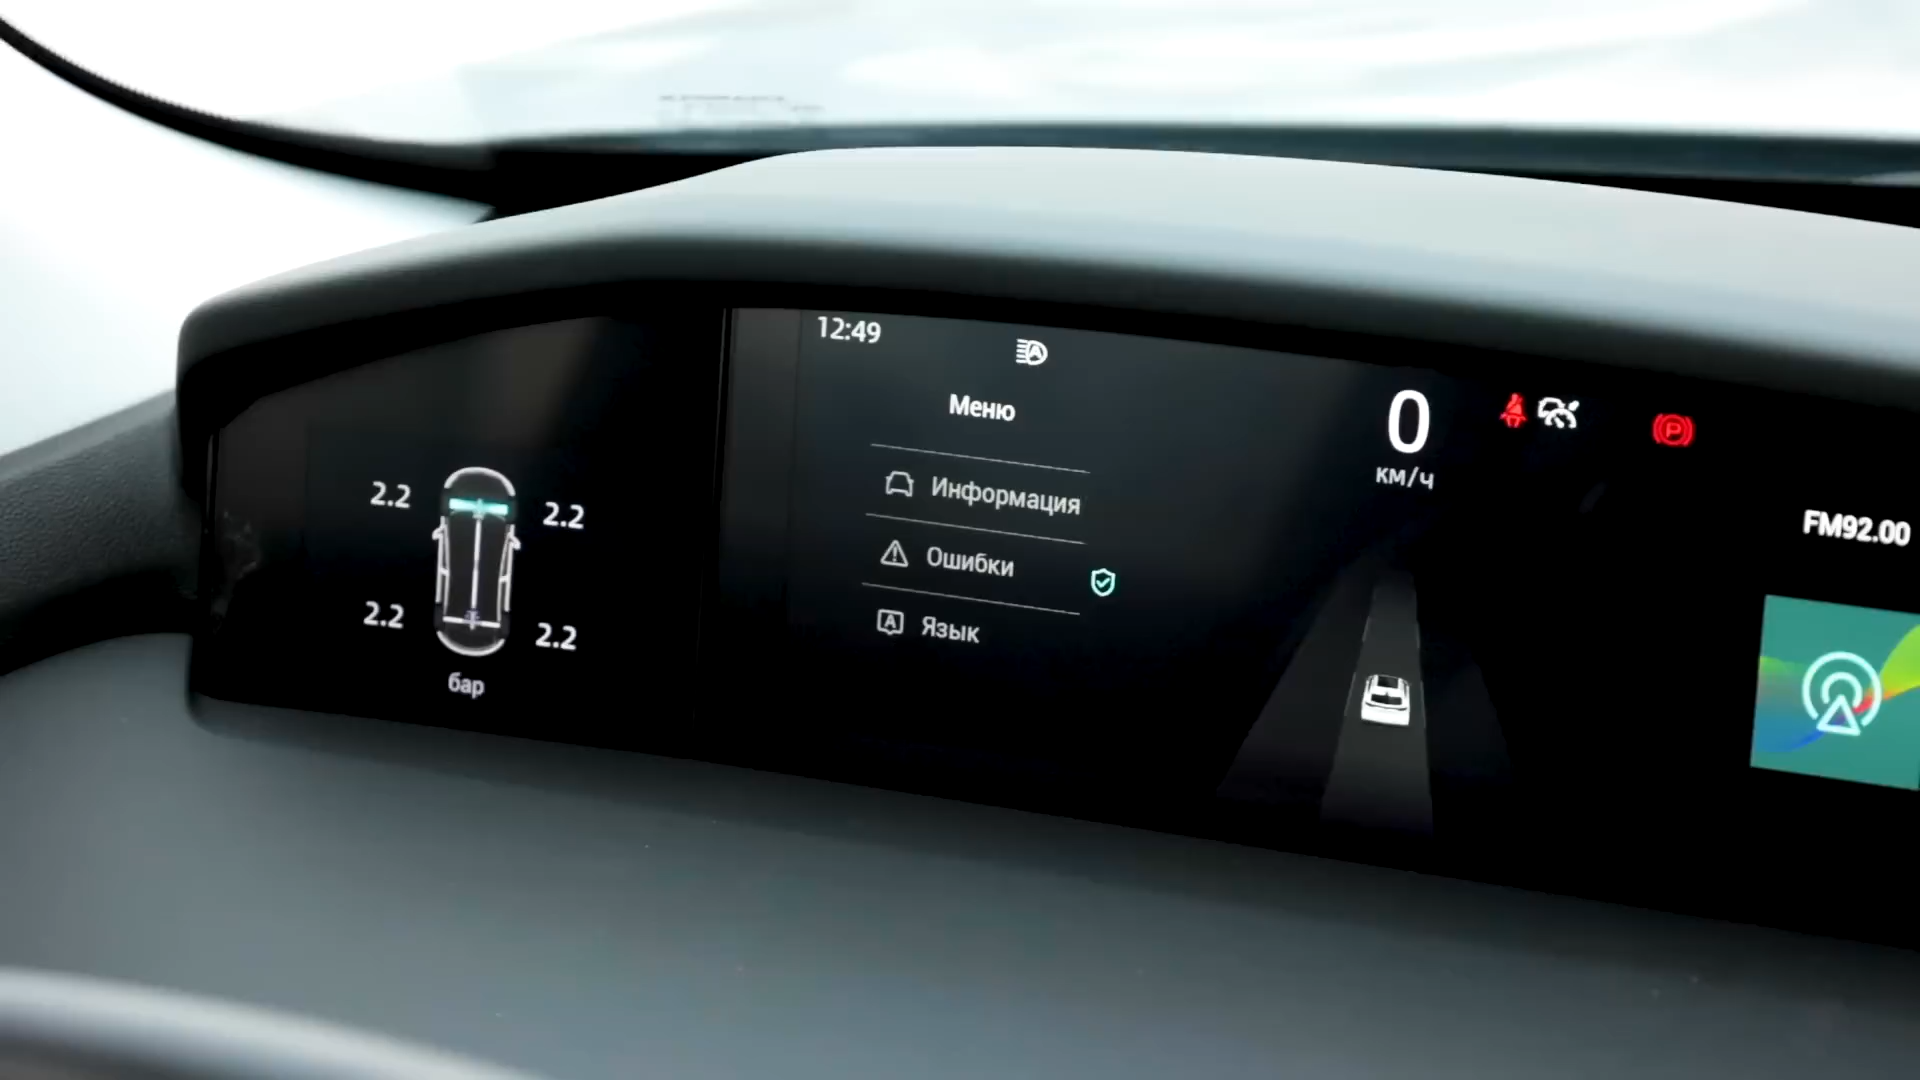 12:49
Меню
Информация
Ошибки
Язык
2.2
2.2
2.2
2.2
бар
0
км/ч
P
FM92.00